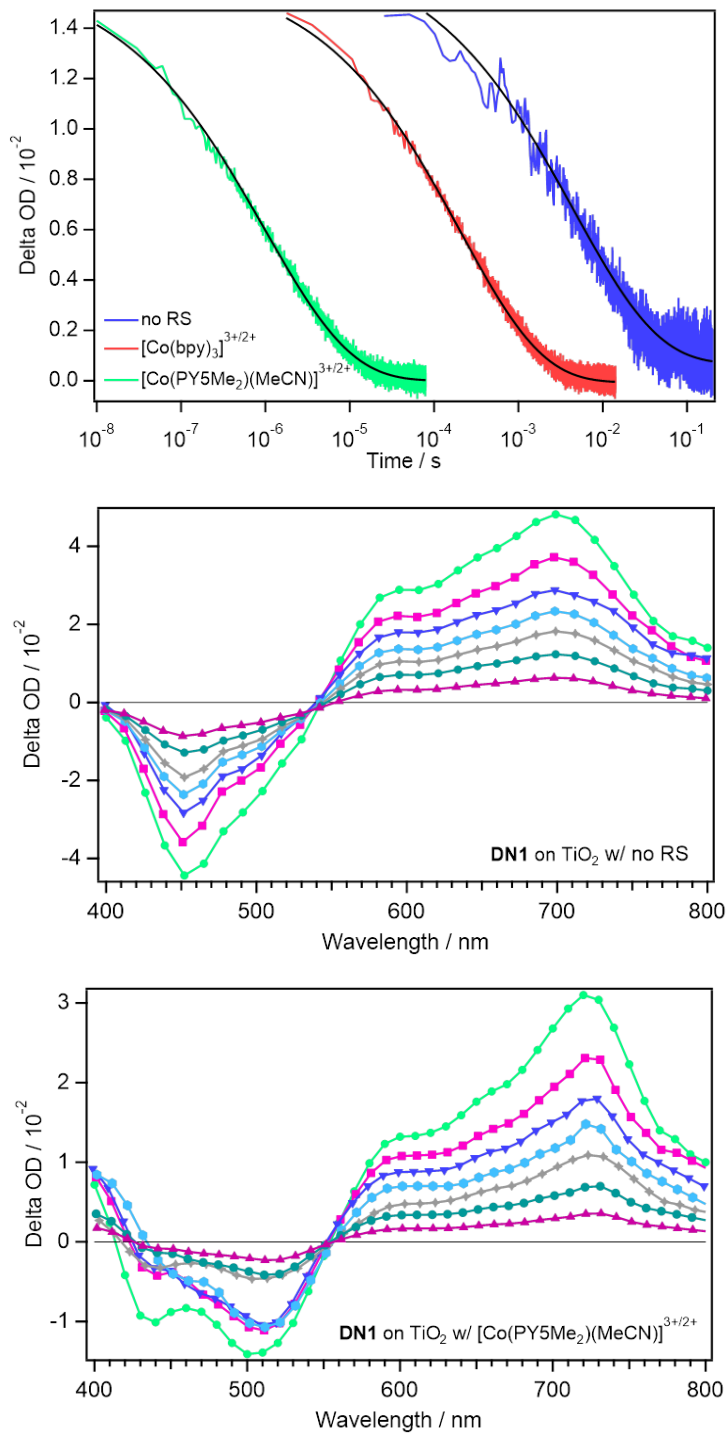 1.4
1.2
1.0
0.8
0.6
0.4
0.2
0.0
Delta OD / 10⁻²
no RS
[Co(bpy)₃]³⁺/²⁺
[Co(PY5Me₂)(MeCN)]³⁺/²⁺
10⁻⁸ 10⁻⁷ 10⁻⁶ 10⁻⁵ 10⁻⁴ 10⁻³ 10⁻² 10⁻¹
Time / s
4
2
0
-2
-4
Delta OD / 10⁻²
DN1 on TiO₂ w/ no RS
400 500 600 700 800
Wavelength / nm
3
2
1
0
-1
Delta OD / 10⁻²
DN1 on TiO₂ w/ [Co(PY5Me₂)(MeCN)]³⁺/²⁺
400 500 600 700 800
Wavelength / nm